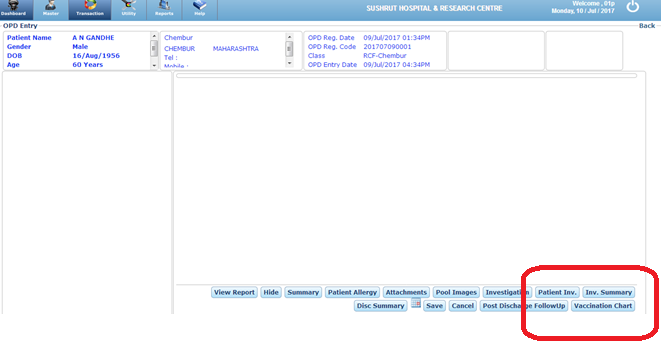 SUSHRUT HOSPITAL & RESEARCH CENTRE
Welcome , 01p
Monday, 10 / Jul / 2017
Dashboard Master Transaction Utility Reports Help
OPD Entry Back
Patient Name A N GANDHE
Gender Male
DOB 16/Aug/1956
Age 60 Years
Chembur
CHEMBUR MAHARASHTRA
Tel :
Mobile :
OPD Reg. Date 09/Jul/2017 01:34PM
OPD Reg. Code 201707090001
Class RCF-Chembur
OPD Entry Date 09/Jul/2017 04:34PM
View Report Hide Summary Patient Allergy Attachments Pool Images Investigation Patient Inv. Inv. Summary
Disc Summary Save Cancel Post Discharge FollowUp Vaccination Chart